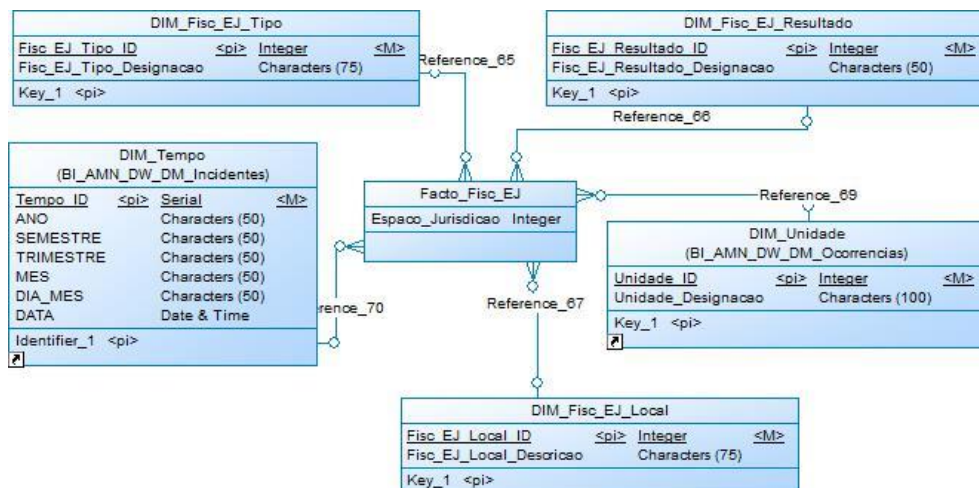 DIM_Fisc_EJ_Tipo
Fisc_EJ_Tipo_ID <pi> Integer <M>
Fisc_EJ_Tipo_Designacao Characters (75)
Key_1 <pi>
DIM_Fisc_EJ_Resultado
Fisc_EJ_Resultado_ID <pi> Integer <M>
Fisc_EJ_Resultado_Designacao Characters (50)
Key_1 <pi>
Reference_65
Reference_66
DIM_Tempo
(BI_AMN_DW_DM_Incidentes)
Tempo_ID <pi> Serial <M>
ANO Characters (50)
SEMESTRE Characters (50)
TRIMESTRE Characters (50)
MES Characters (50)
DIA_MES Characters (50)
DATA Date & Time
Identifier_1 <pi>
Facto_Fisc_EJ
Espaco_Jurisdicao Integer
Reference_69
DIM_Unidade
(BI_AMN_DW_DM_Ocorrencias)
Unidade_ID <pi> Integer <M>
Unidade_Designacao Characters (100)
Key_1 <pi>
erence_70
Reference_67
DIM_Fisc_EJ_Local
Fisc_EJ_Local_ID <pi> Integer <M>
Fisc_EJ_Local_Descricao Characters (75)
Key_1 <pi>